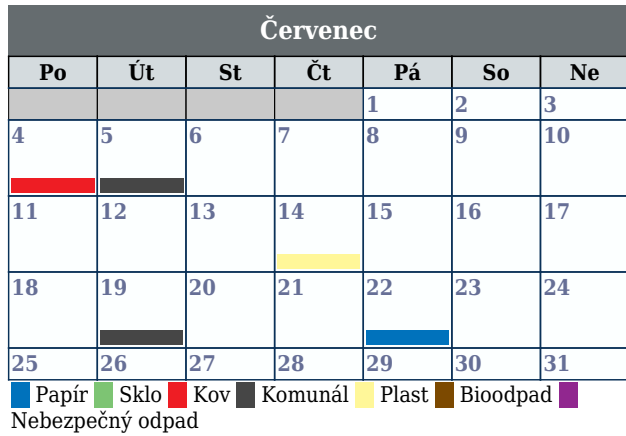 Červenec
Po Út St Čt Pá So Ne
1 2 3
4 5 6 7 8 9 10
11 12 13 14 15 16 17
18 19 20 21 22 23 24
25 26 27 28 29 30 31
Papír Sklo Kov Komunál Plast Bioodpad
Nebezpečný odpad